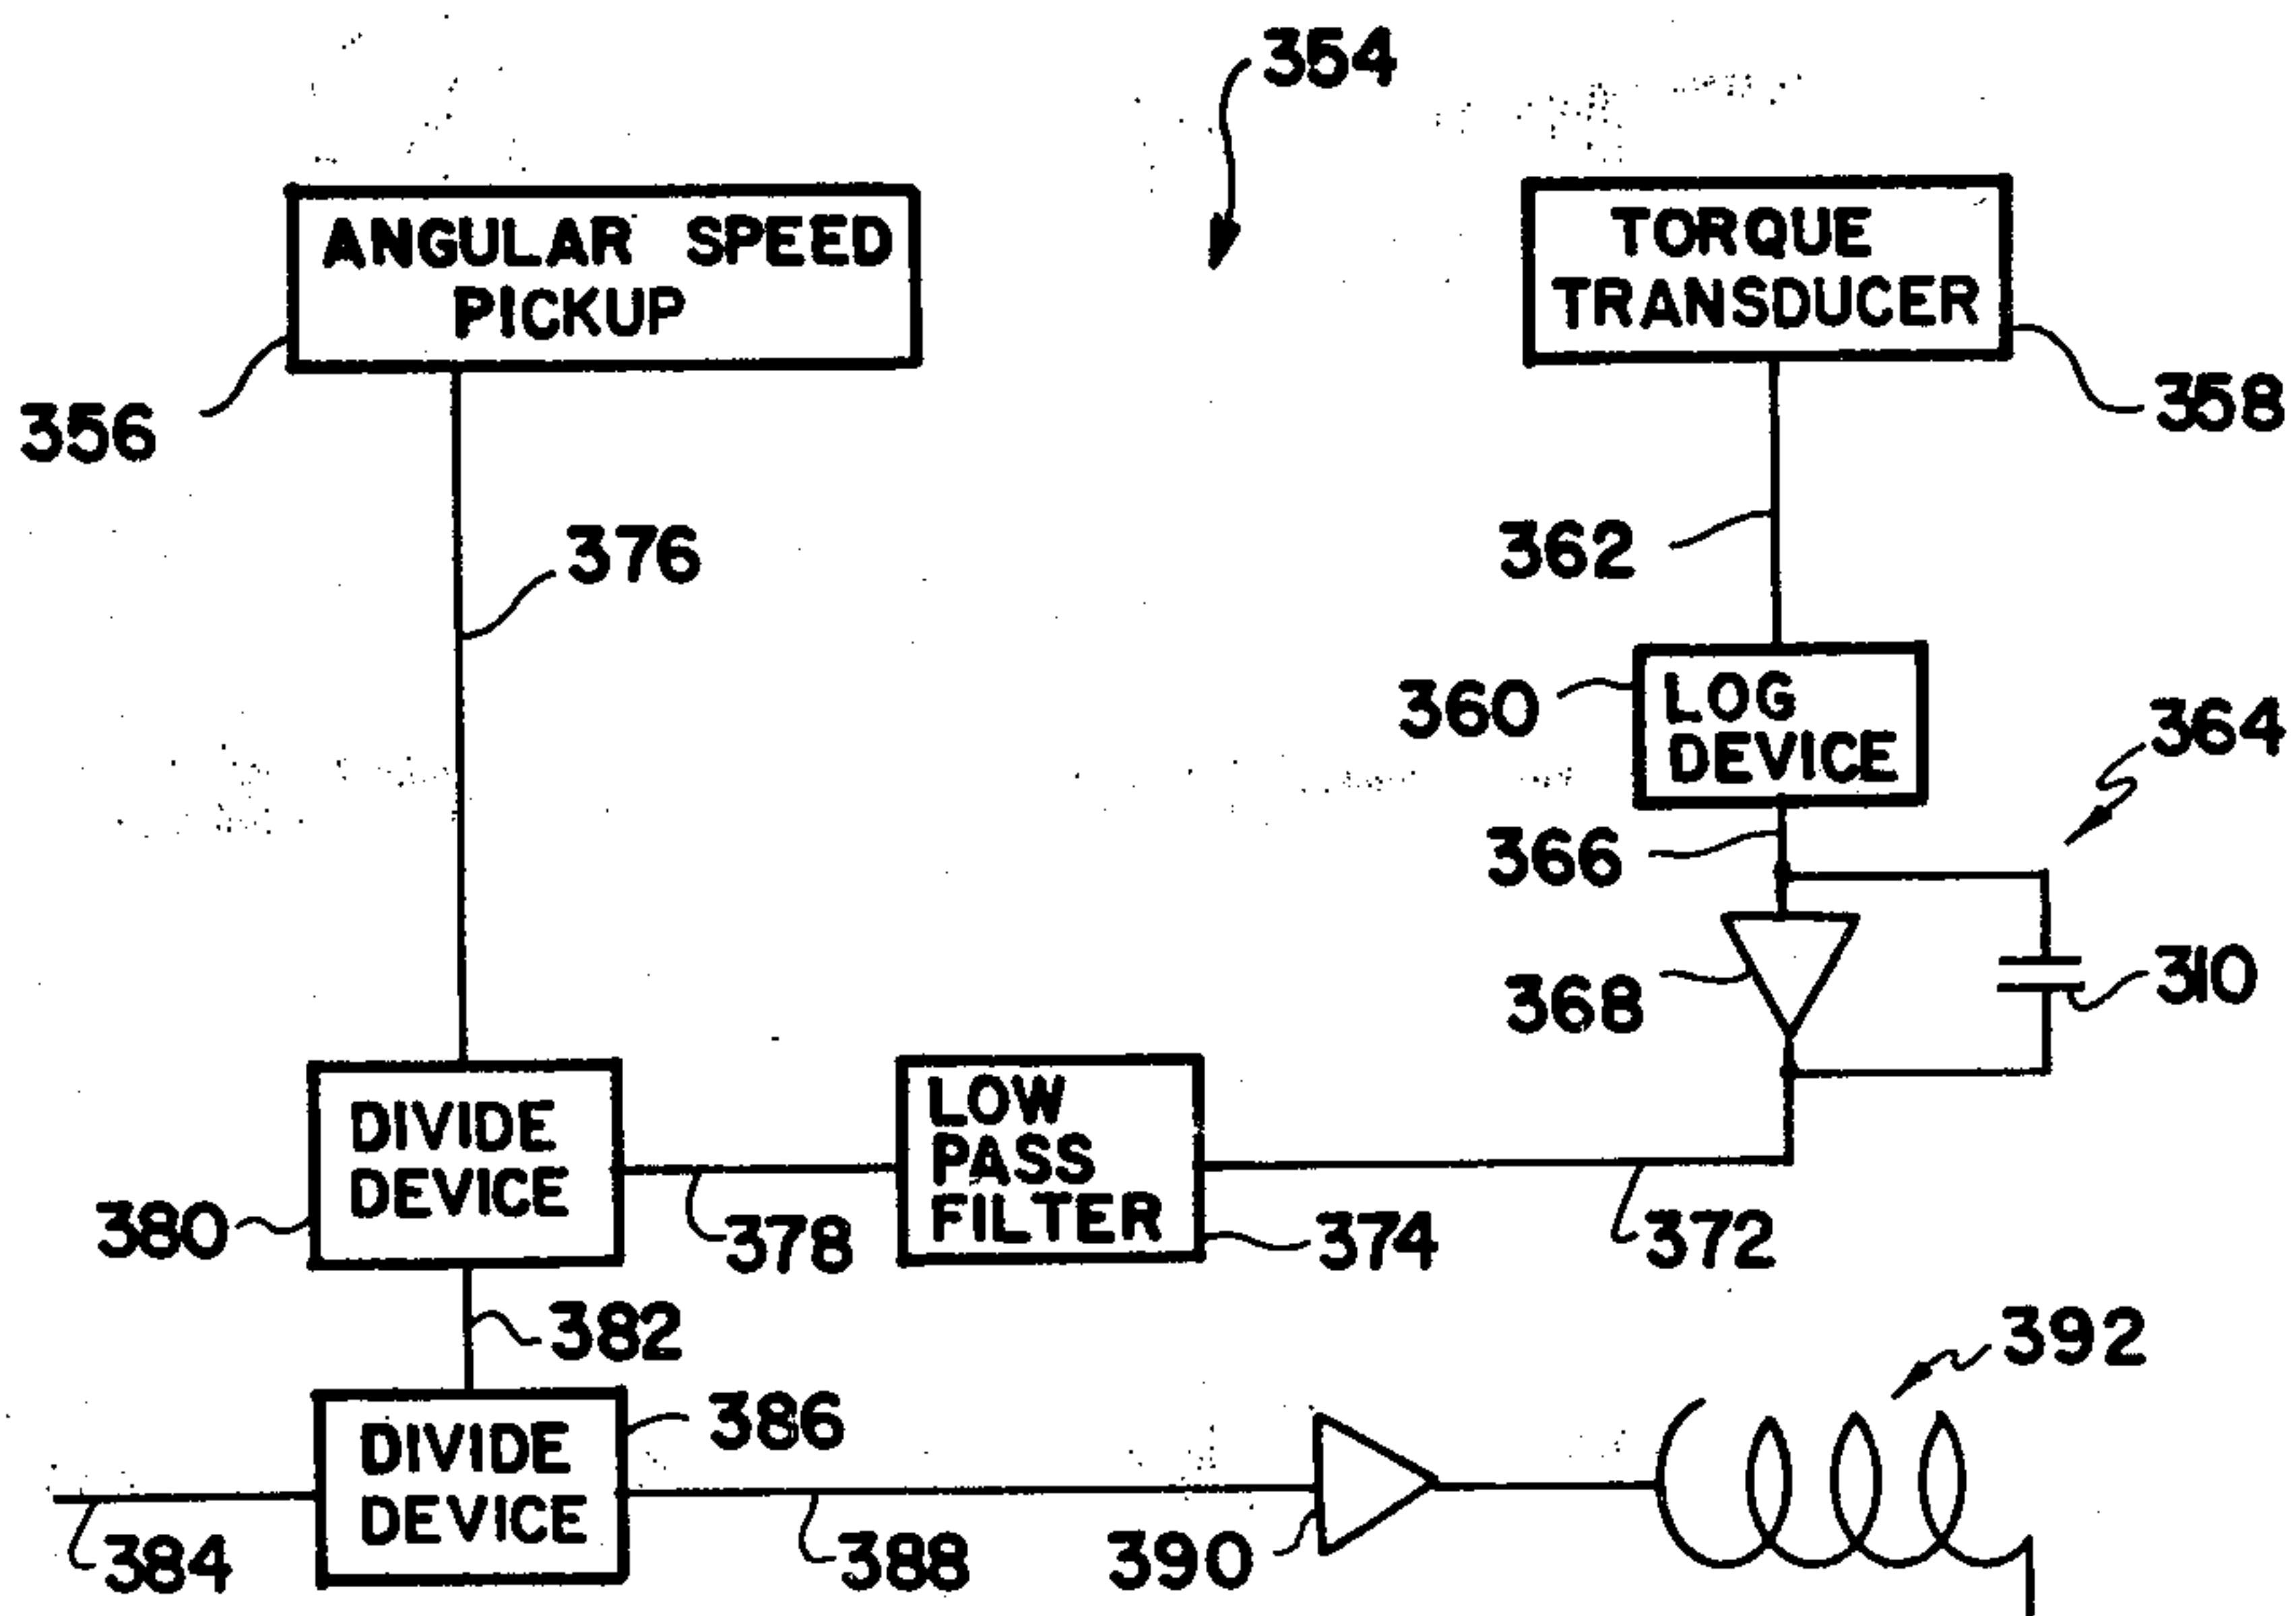 354
ANGULAR SPEED
PICKUP
TORQUE
TRANSDUCER
356
358
376
362
360
LOG
DEVICE
364
366
368
310
DIVIDE
DEVICE
LOW
PASS
FILTER
380
378
374
372
382
392
DIVIDE
DEVICE
386
384
388
390